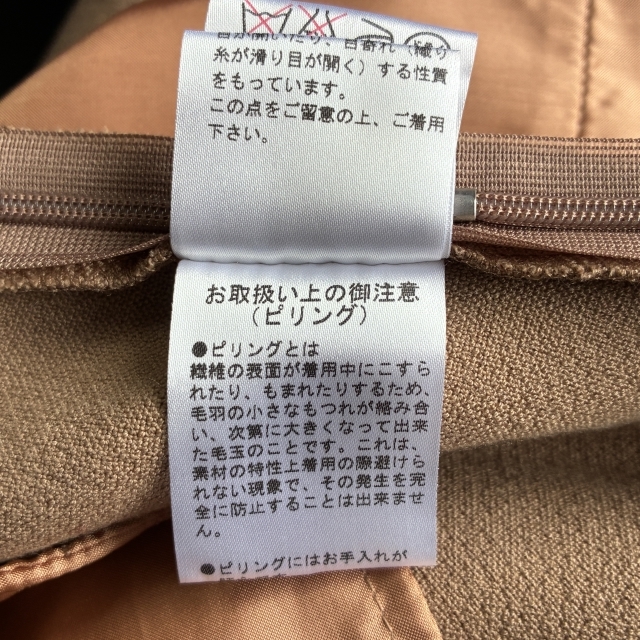 糸が滑り目が開く）する性質
をもっています。
この点をご留意の上、ご着用
下さい。
お取扱い上の御注意
（ピリング）
●ピリングとは
繊維の表面が着用中にこすら
れたり、もまれたりするため、
毛羽の小さなもつれが絡み合
い、次第に大きくなって出来
た毛玉のことです。これは、
素材の特性上着用の際避けら
れない現象で、その発生を完
全に防止することは出来ませ
ん。
●ピリングにはお手入れが